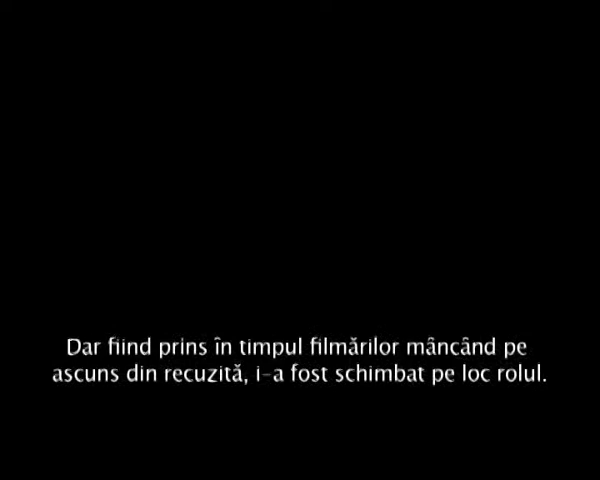 Dar fiind prins în timpul filmărilor mâncând pe
ascuns din recuzită, i-a fost schimbat pe loc rolul.